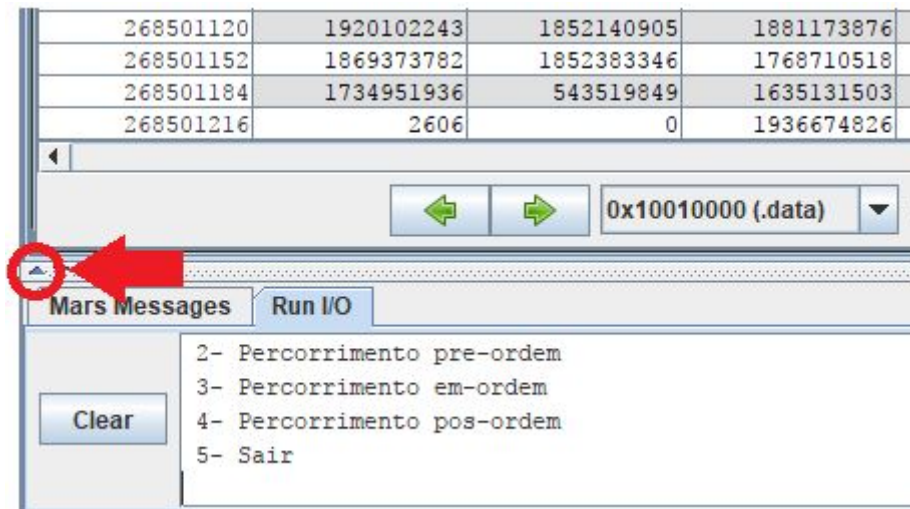 268501120 1920102243 1852140905 1881173876
268501152 1869373782 1852383346 1768710518
268501184 1734951936 543519849 1635131503
268501216 2606 0 1936674826
0x10010000 (.data)
Mars Messages Run I/O
Clear
2- Percorrimento pre-ordem
3- Percorrimento em-ordem
4- Percorrimento pos-ordem
5- Sair